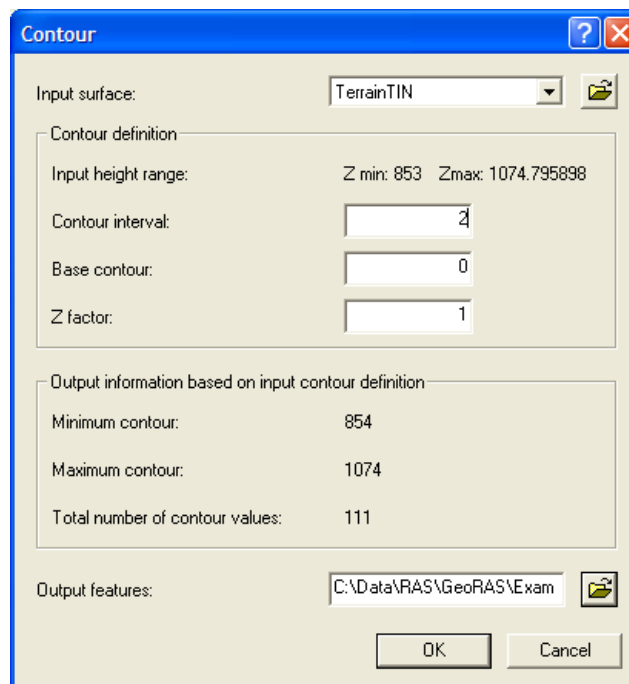 Contour
Input surface: TerrainTIN
Contour definition
Input height range: Z min: 853 Zmax: 1074.795898
Contour interval: 2
Base contour: 0
Z factor: 1
Output information based on input contour definition
Minimum contour: 854
Maximum contour: 1074
Total number of contour values: 111
Output features: C:\Data\RAS\GeoRAS\Exam
OK Cancel